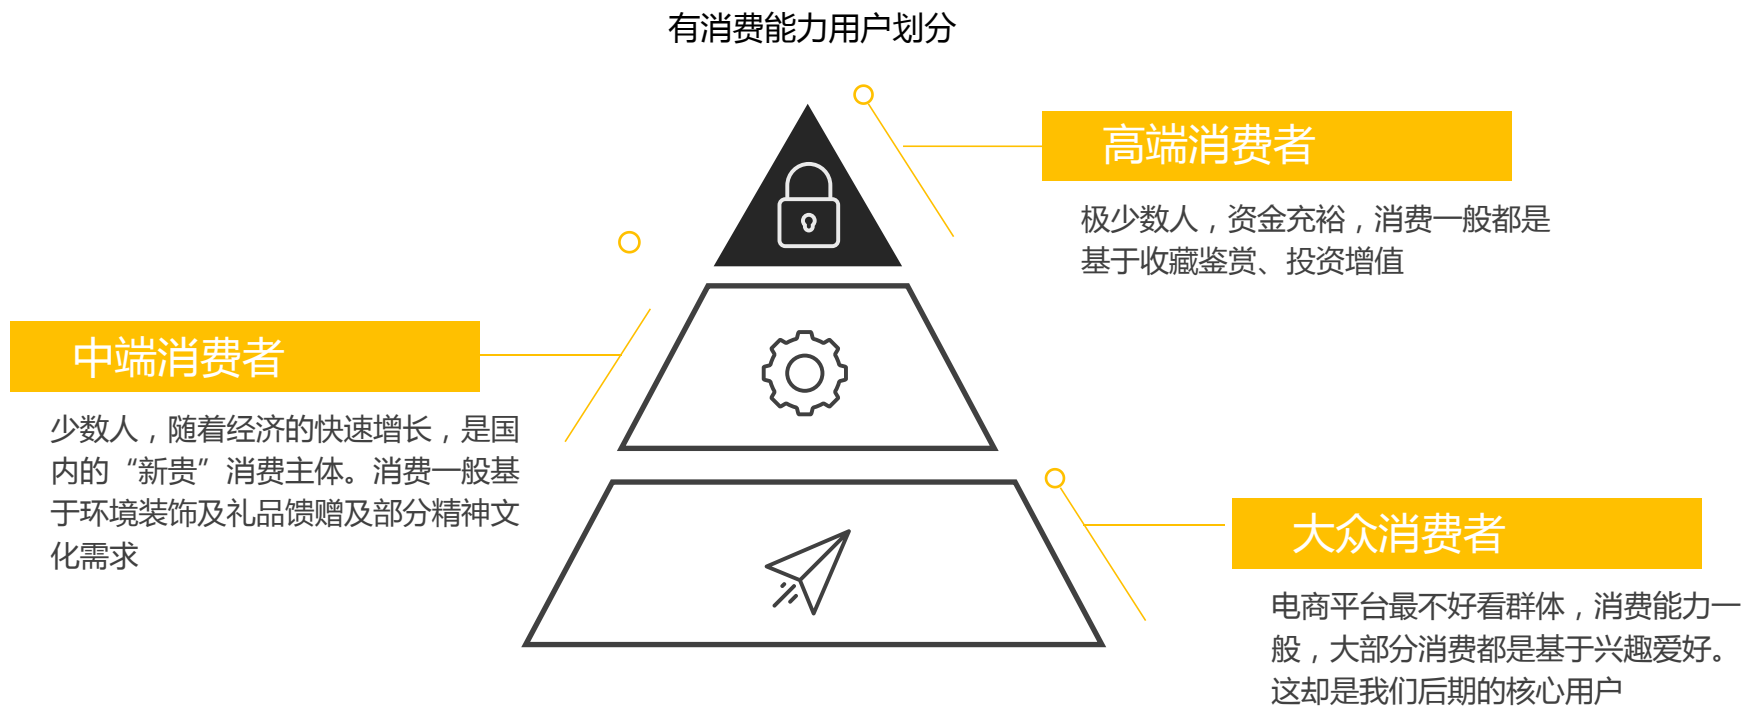 有消费能力用户划分
高端消费者
极少数人，资金充裕，消费一般都是
基于收藏鉴赏、投资增值
中端消费者
少数人，随着经济的快速增长，是国
内的“新贵”消费主体。消费一般基
于环境装饰及礼品馈赠及部分精神文
化需求
大众消费者
电商平台最不好看群体，消费能力一
般，大部分消费都是基于兴趣爱好。
这却是我们后期的核心用户